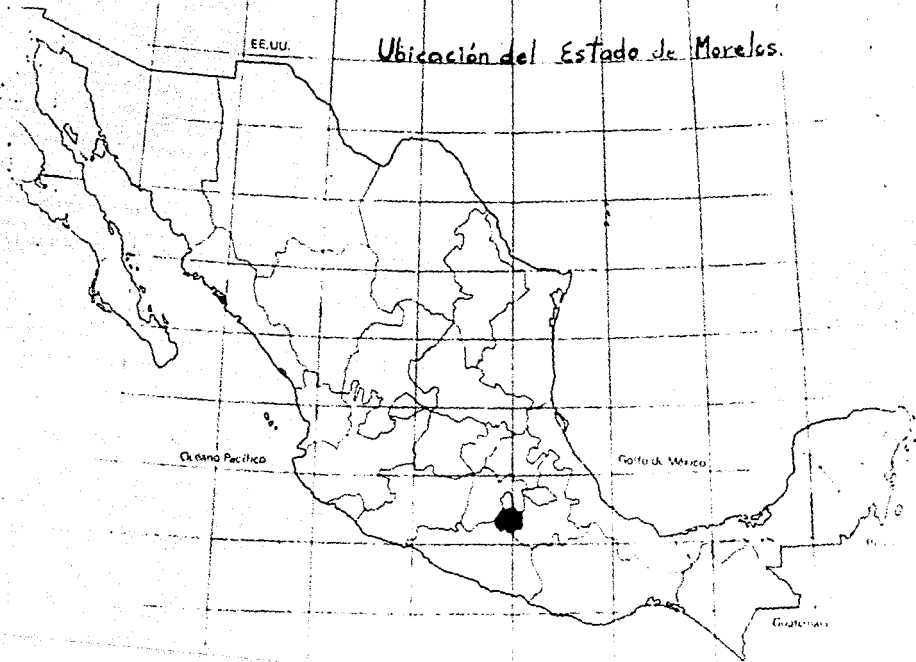 EE.UU.
Ubicación del Estado de Morelos.
Océano Pacífico
Golfo de México
Guatemala